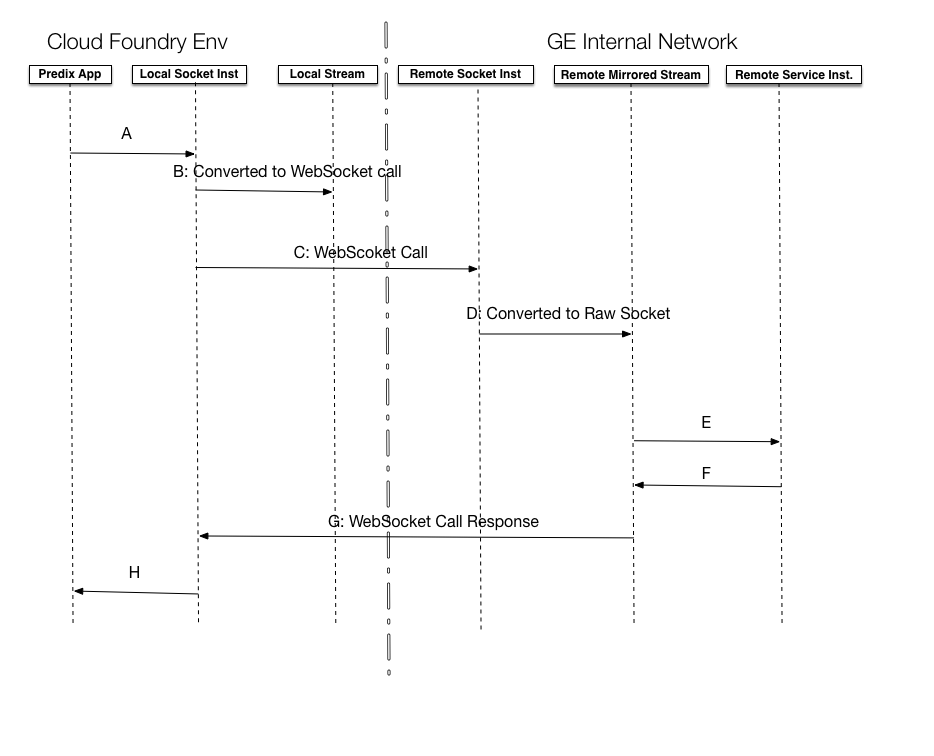 Cloud Foundry Env
GE Internal Network
Predix App
Local Socket Inst
Local Stream
Remote Socket Inst
Remote Mirrored Stream
Remote Service Inst.
A
B: Converted to WebSocket call
C: WebScoket Call
D: Converted to Raw Socket
E
F
G: WebSocket Call Response
H